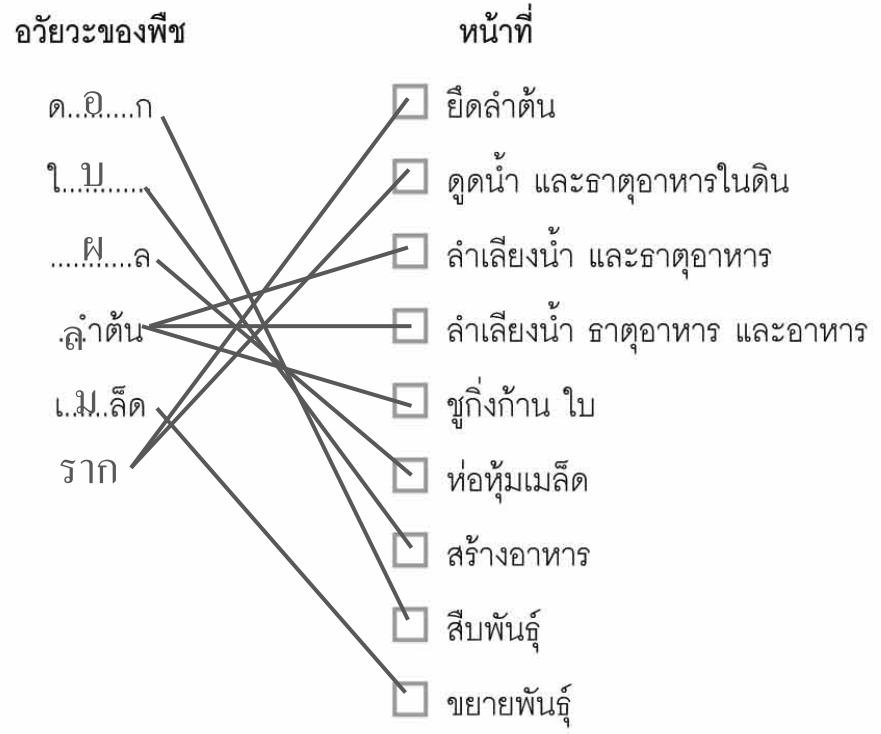 อวัยวะของพืช หน้าที่
ด...อ......ก ยึดลำต้น
ใ...บ......... ดูดน้ำ และธาตุอาหารในดิน
......ผ.....ล ลำเลียงน้ำ และธาตุอาหาร
..ลำต้น ลำเลียงน้ำ ธาตุอาหาร และอาหาร
เ...ม...ล็ด ชูกิ่งก้าน ใบ
ราก ห่อหุ้มเมล็ด
สร้างอาหาร
สืบพันธุ์
ขยายพันธุ์